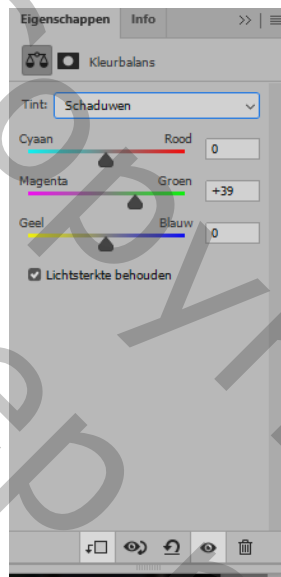 Eigenschappen Info
Kleurbalans
Tint: Schaduwen
Cyaan Rood 0
Magenta Groen +39
Geel Blauw 0
Lichtsterkte behouden